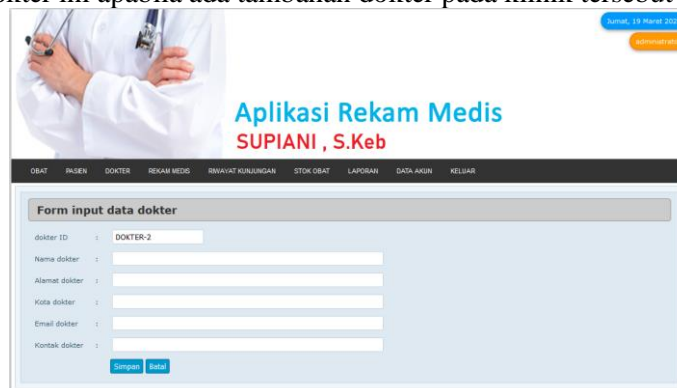 kter ini apabila ada tambahan dokter pada klinik tersebut
Jumat, 19 Maret 202
administrato
Aplikasi Rekam Medis
SUPIANI , S.Keb
OBAT PASIEN DOKTER REKAM MEDIS RIWAYAT KUNJUNGAN STOK OBAT LAPORAN DATA AKUN KELUAR
Form input data dokter
dokter ID : DOKTER-2
Nama dokter :
Alamat dokter :
Kota dokter :
Email dokter :
Kontak dokter :
Simpan Batal